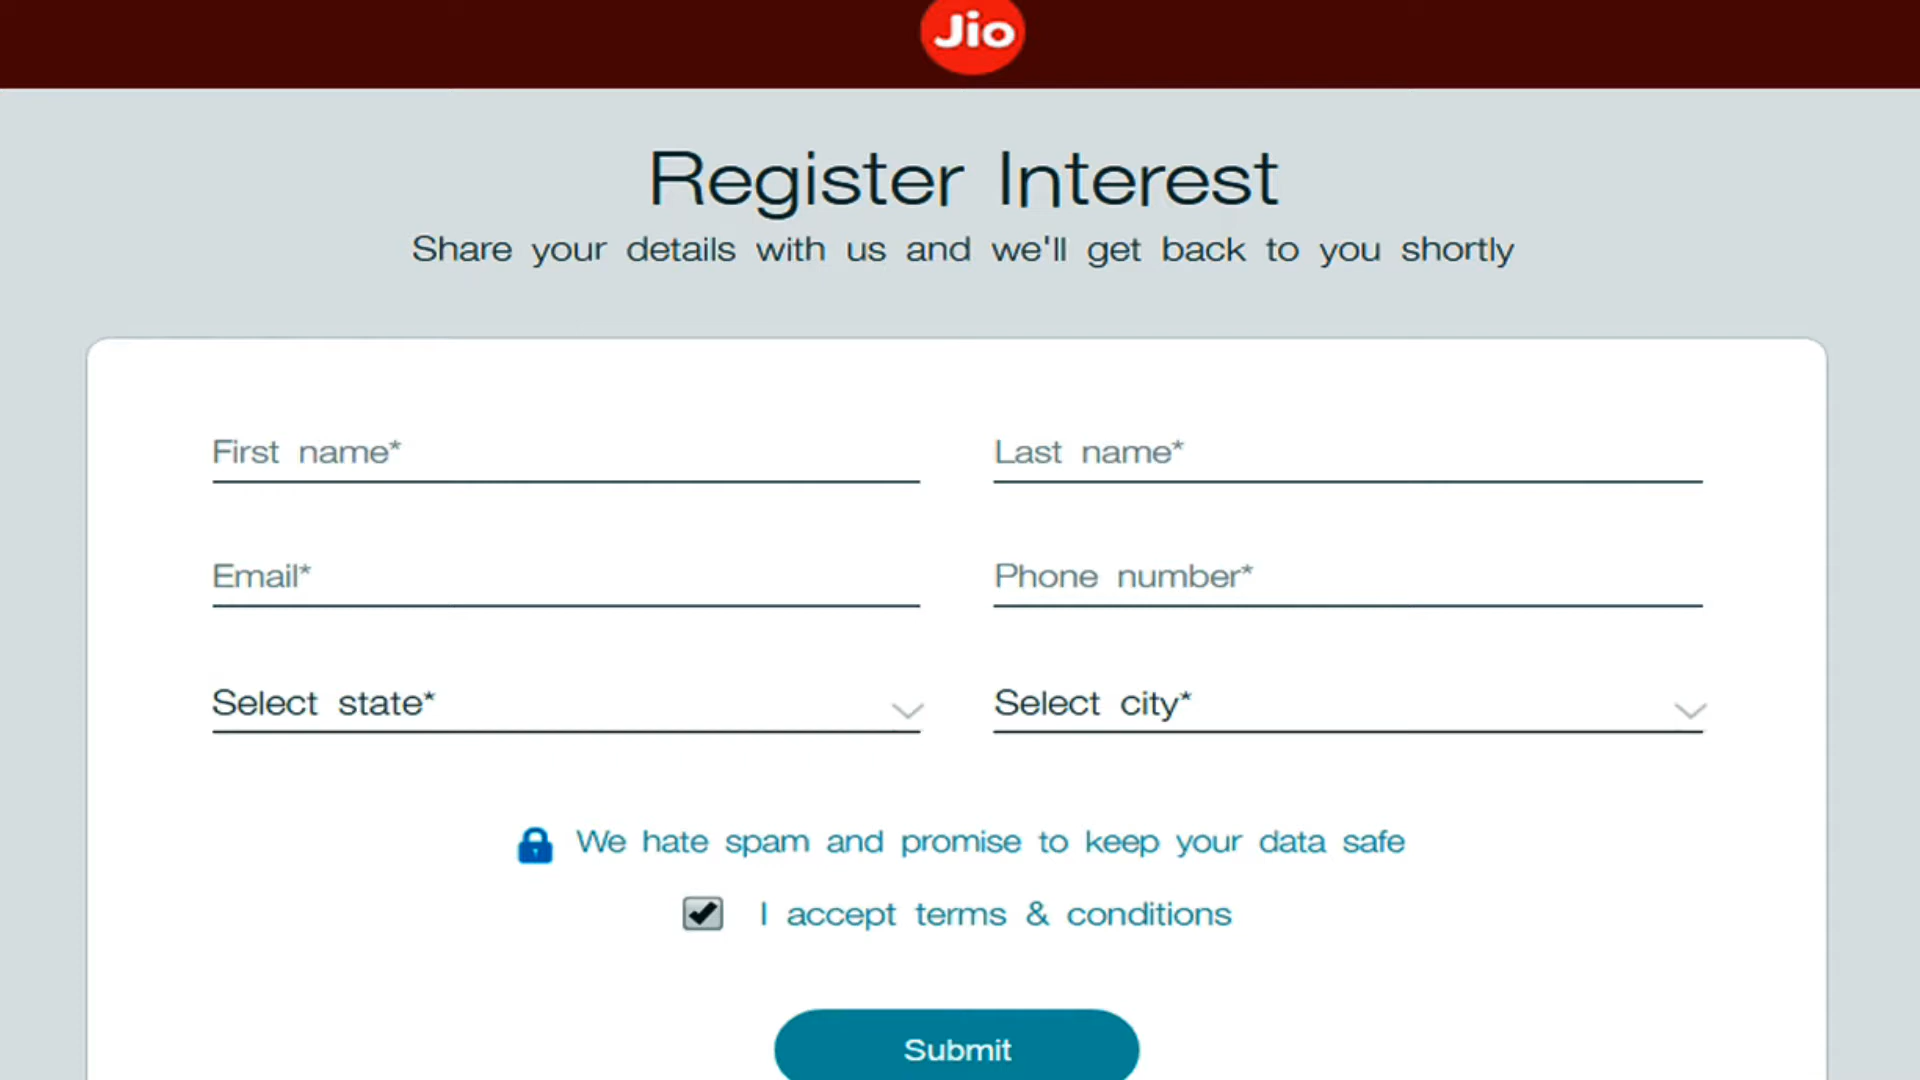 Jio
Register Interest
Share your details with us and we'll get back to you shortly
First name*
Last name*
Email*
Phone number*
Select state*
Select city*
We hate spam and promise to keep your data safe
I accept terms & conditions
Submit